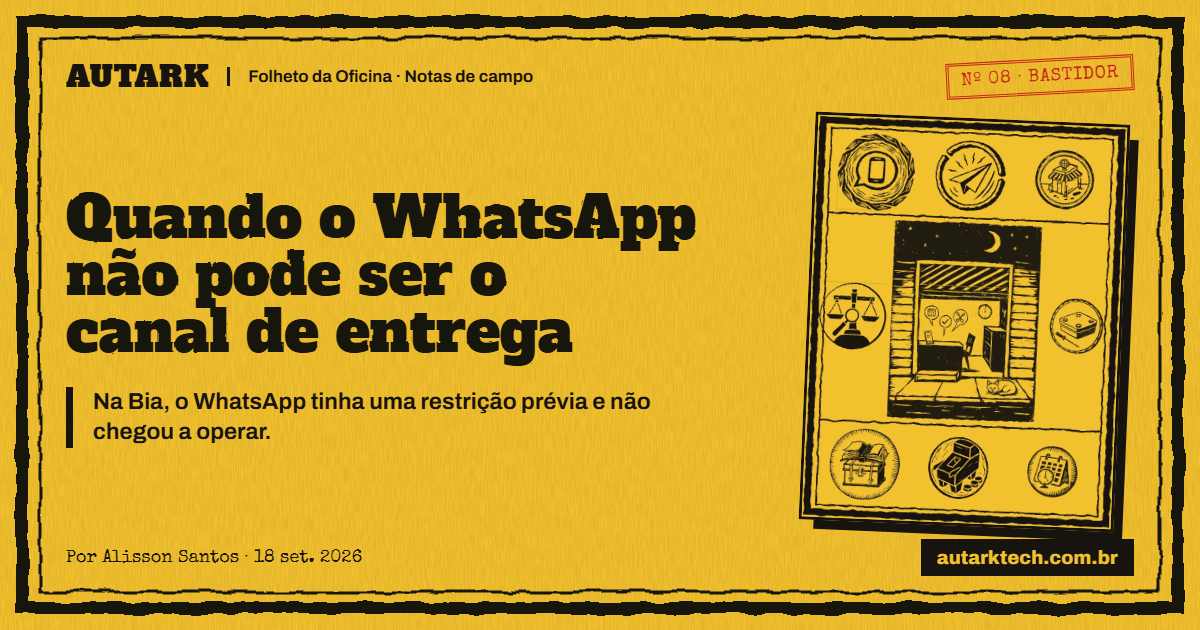 AUTARK
Folheto da Oficina · Notas de campo
Nº 08 · BASTIDOR
Quando o WhatsApp
não pode ser o
canal de entrega
Na Bia, o WhatsApp tinha uma restrição prévia e não
chegou a operar.
Por Alisson Santos · 18 set. 2026
autarktech.com.br